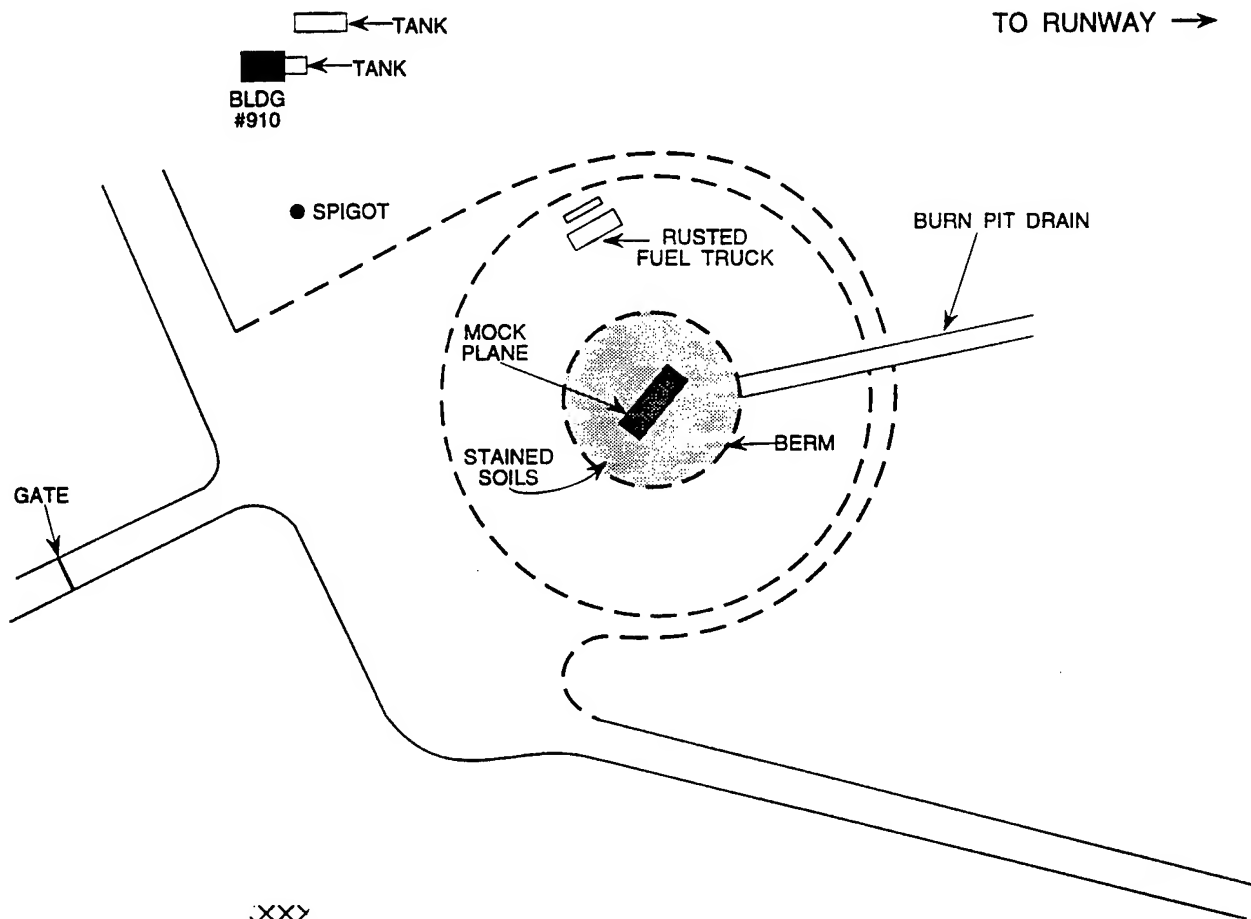 TANK
TO RUNWAY
TANK
BLDG
#910
SPIGOT
BURN PIT DRAIN
RUSTED
FUEL TRUCK
MOCK
PLANE
BERM
STAINED
SOILS
GATE